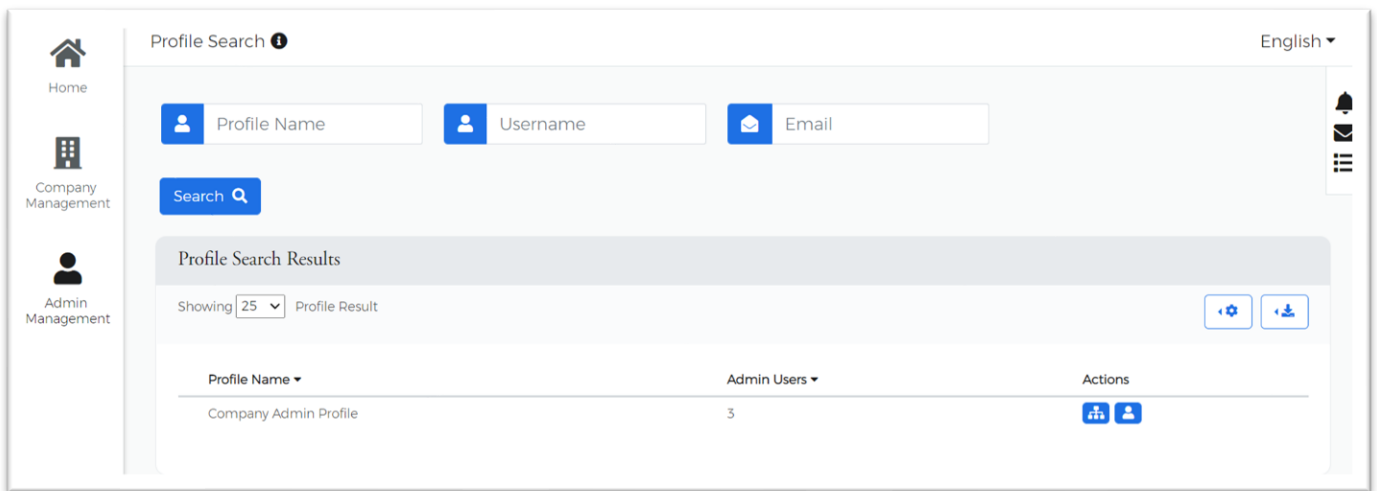 Profile Search
English
Home
Company
Management
Admin
Management
Profile Name
Username
Email
Search
Profile Search Results
Showing 25 Profile Result
Profile Name Admin Users Actions
Company Admin Profile 3